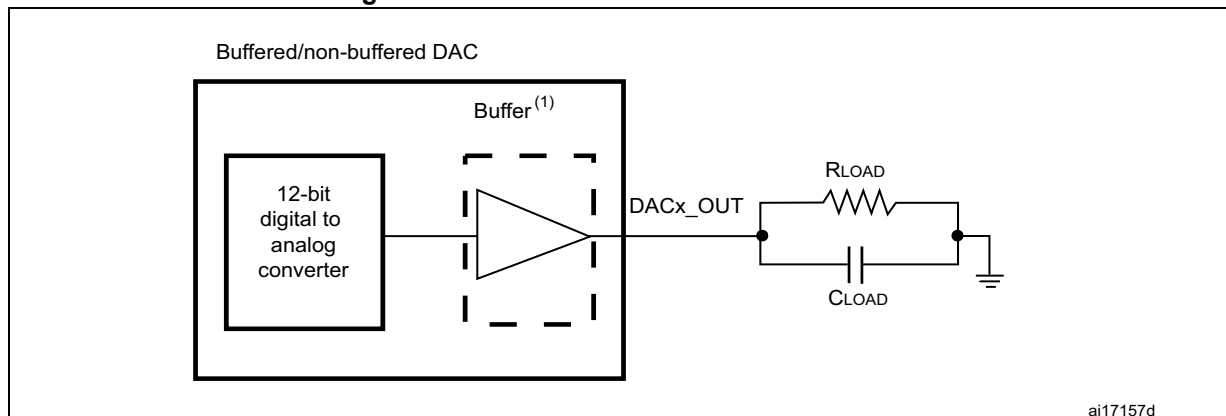 Buffered/non-buffered DAC
Buffer(1)
12-bit
digital to
analog
converter
DACx_OUT
RLOAD
CLOAD
ai17157d